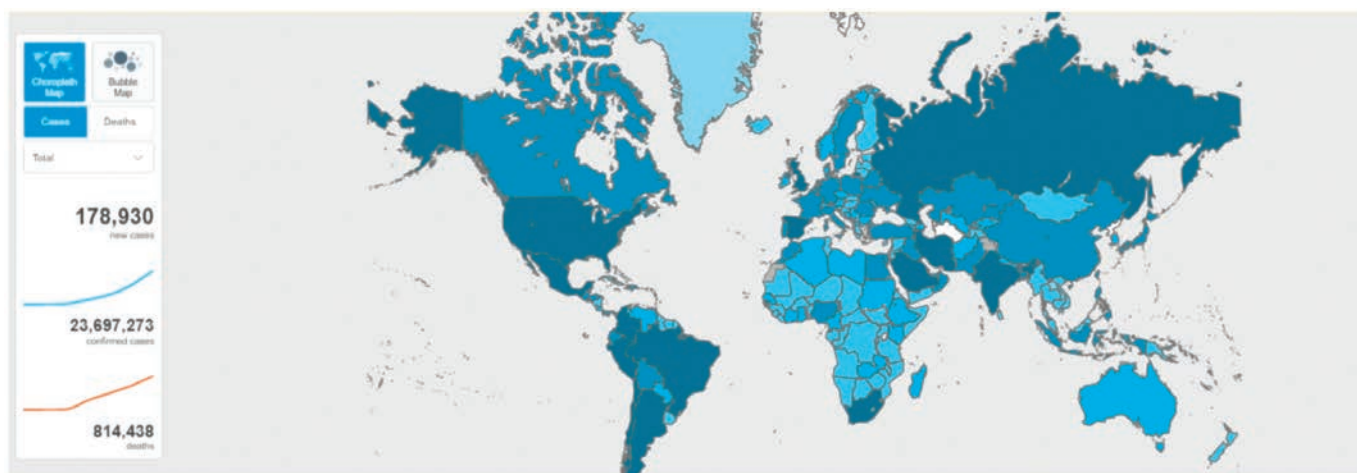 Choropleth
Map
Bubble
Map
Cases
Deaths
Total
178,930
new cases
23,697,273
confirmed cases
814,438
deaths